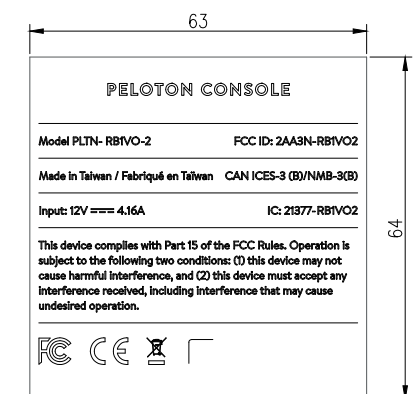 63
PELOTON CONSOLE
Model PLTN- RB1VO-2 FCC ID: 2AA3N-RB1VO2
Made in Taiwan / Fabriqué en Taïwan CAN ICES-3 (B)/NMB-3(B)
Input: 12V 4.16A IC: 21377-RB1VO2
This device complies with Part 15 of the FCC Rules. Operation is
subject to the following two conditions: (1) this device may not
cause harmful interference, and (2) this device must accept any
interference received, including interference that may cause
undesired operation.
FC CE
64